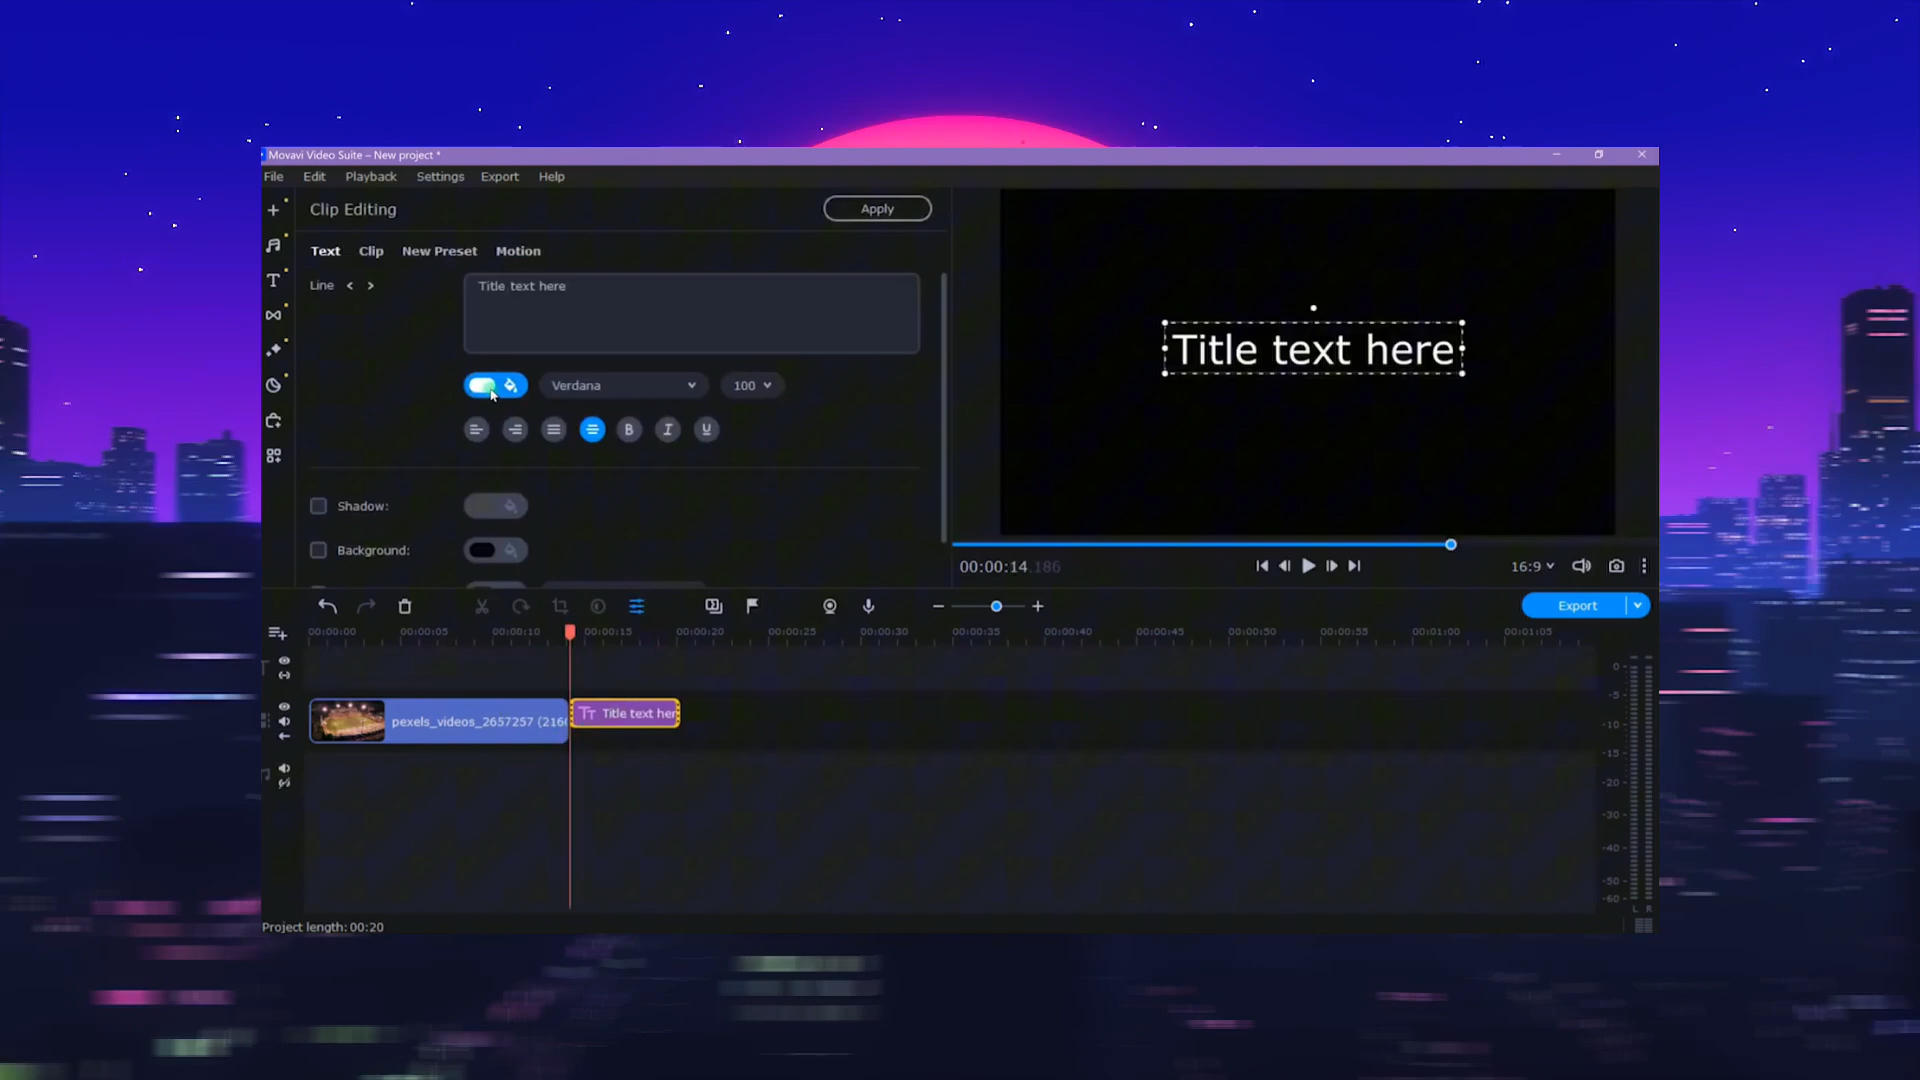 Movavi Video Suite – New project *
File Edit Playback Settings Export Help
Clip Editing
Apply
Text Clip New Preset Motion
Line < >
Title text here
Verdana
100
B I U
Shadow:
Background:
Title text here
00:00:14.186
16:9
Export
00:00:00 00:00:05 00:00:10 00:00:15 00:00:20 00:00:25 00:00:30 00:00:35 00:00:40 00:00:45 00:00:50 00:00:55 00:01:00 00:01:05
pexels_videos_2657257 (216
Title text her
0
-5
-10
-15
-20
-30
-40
-50
-60
L R
Project length: 00:20